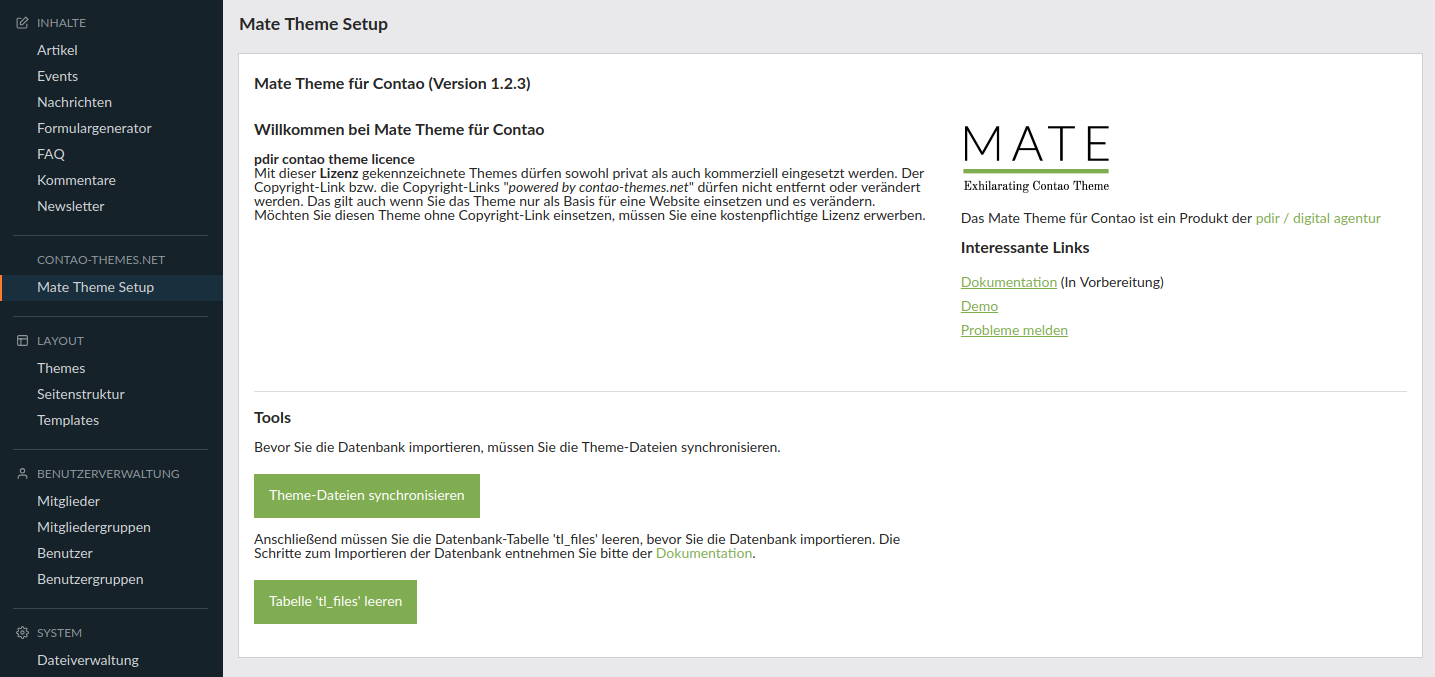 INHALTE
Artikel
Events
Nachrichten
Formulargenerator
FAQ
Kommentare
Newsletter
CONTAO-THEMES.NET
Mate Theme Setup
LAYOUT
Themes
Seitenstruktur
Templates
BENUTZERVERWALTUNG
Mitglieder
Mitgliedergruppen
Benutzer
Benutzergruppen
SYSTEM
Dateiverwaltung
Mate Theme Setup
Mate Theme für Contao (Version 1.2.3)
Willkommen bei Mate Theme für Contao
pdir contao theme licence
Mit dieser Lizenz gekennzeichnete Themes dürfen sowohl privat als auch kommerziell eingesetzt werden. Der
Copyright-Link bzw. die Copyright-Links "powered by contao-themes.net" dürfen nicht entfernt oder verändert
werden. Das gilt auch wenn Sie das Theme nur als Basis für eine Website einsetzen und es verändern.
Möchten Sie diesen Theme ohne Copyright-Link einsetzen, müssen Sie eine kostenpflichtige Lizenz erwerben.
MATE
Exhilarating Contao Theme
Das Mate Theme für Contao ist ein Produkt der pdir / digital agentur
Interessante Links
Dokumentation (In Vorbereitung)
Demo
Probleme melden
Tools
Bevor Sie die Datenbank importieren, müssen Sie die Theme-Dateien synchronisieren.
Theme-Dateien synchronisieren
Anschließend müssen Sie die Datenbank-Tabelle 'tl_files' leeren, bevor Sie die Datenbank importieren. Die
Schritte zum Importieren der Datenbank entnehmen Sie bitte der Dokumentation.
Tabelle 'tl_files' leeren